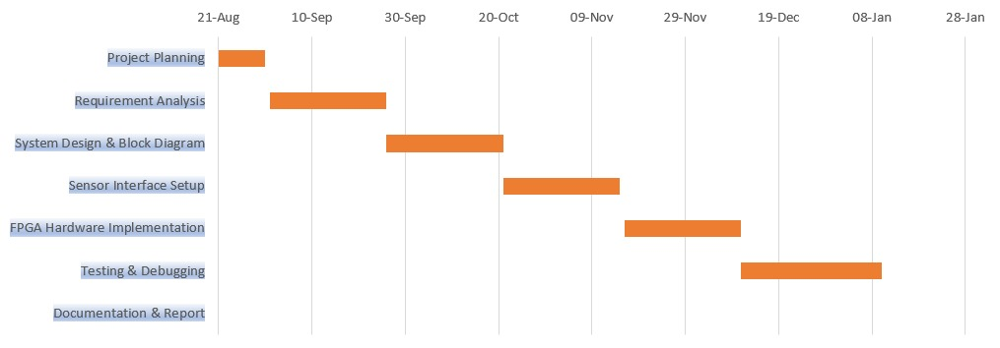 21-Aug 10-Sep 30-Sep 20-Oct 09-Nov 29-Nov 19-Dec 08-Jan 28-Jan
Project Planning
Requirement Analysis
System Design & Block Diagram
Sensor Interface Setup
FPGA Hardware Implementation
Testing & Debugging
Documentation & Report